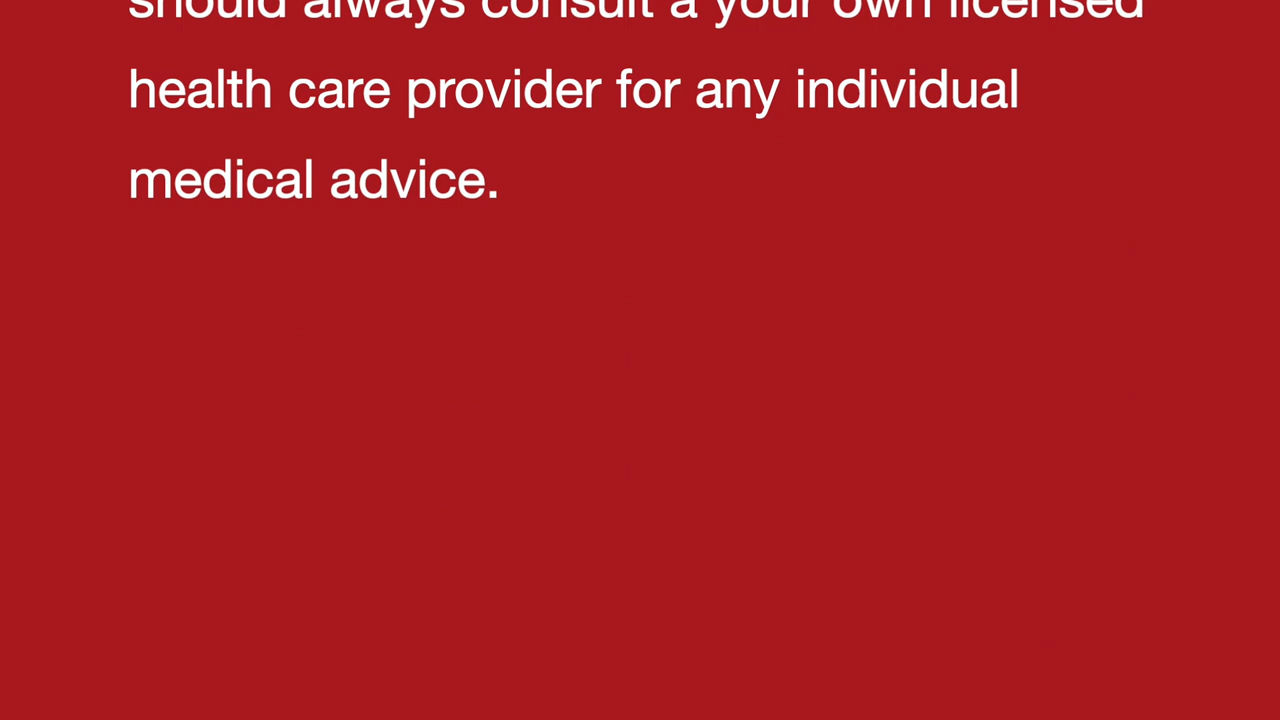 should always consult a your own licensed
health care provider for any individual
medical advice.